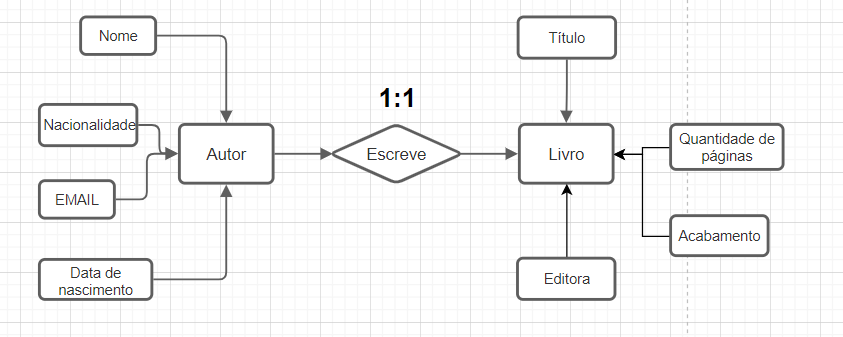 Nome
Título
1:1
Nacionalidade
Autor
Escreve
Livro
Quantidade de
páginas
EMAIL
Acabamento
Data de
nascimento
Editora